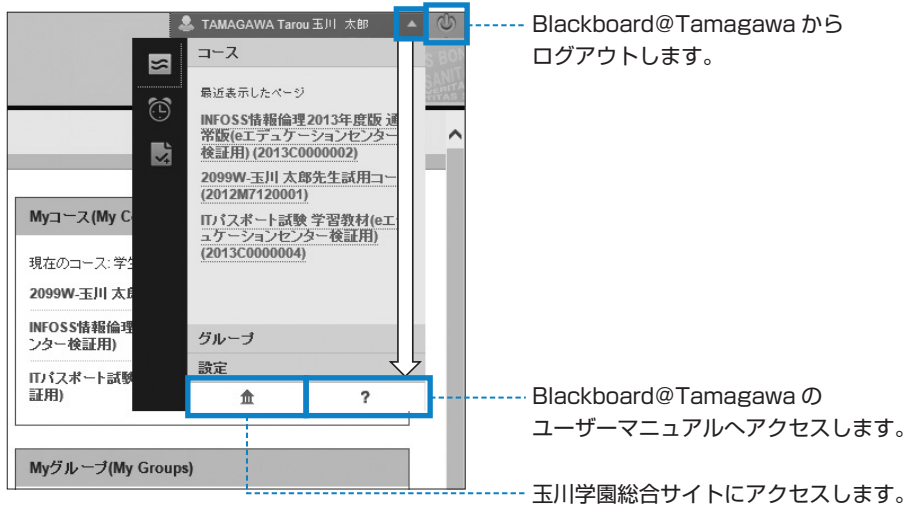 TAMAGAWA Tarou 玉川 太郎
コース
最近表示したページ
INFOSS情報倫理2013年度版 通
常版(eエデュケーションセンター
検証用) (2013C0000002)
2099W-玉川 太郎先生試用コー
(2012M7120001)
ITパスポート試験 学習教材(eエ
ュケーションセンター検証用)
(2013C0000004)
グループ
設定
?
Myコース(My C
現在のコース: 学
2099W-玉川 太
INFOSS情報倫理
ンター検証用)
ITパスポート試験
証用)
Myグループ(My Groups)
Blackboard@Tamagawa から
ログアウトします。
Blackboard@Tamagawa の
ユーザーマニュアルへアクセスします。
玉川学園総合サイトにアクセスします。